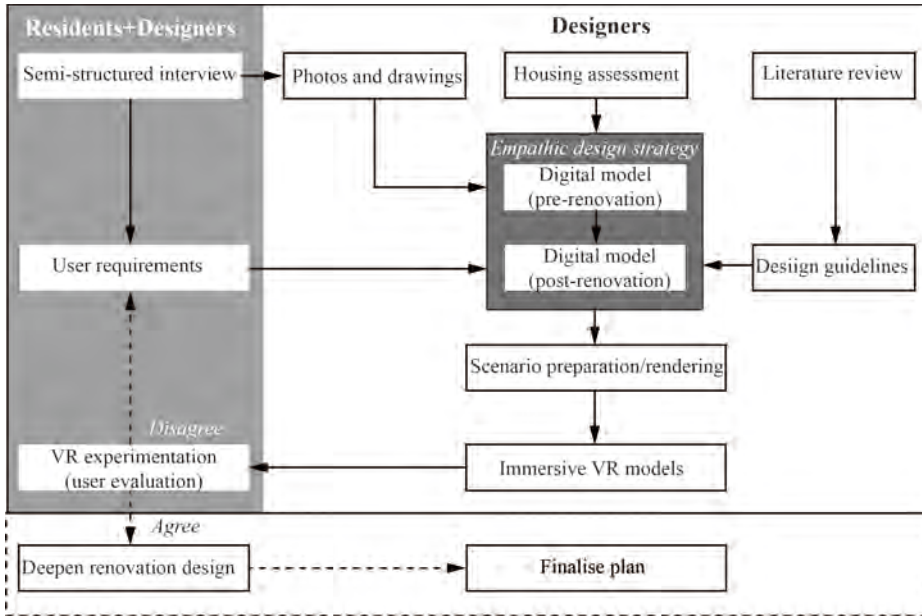 Residents+Designers
Designers
Semi-structured interview
Photos and drawings
Housing assessment
Literature review
Empathic design strategy
Digital model
(pre-renovation)
User requirements
Digital model
(post-renovation)
Desiign guidelines
Scenario preparation/rendering
Disagree
VR experimentation
(user evaluation)
Immersive VR models
Agree
Deepen renovation design
Finalise plan